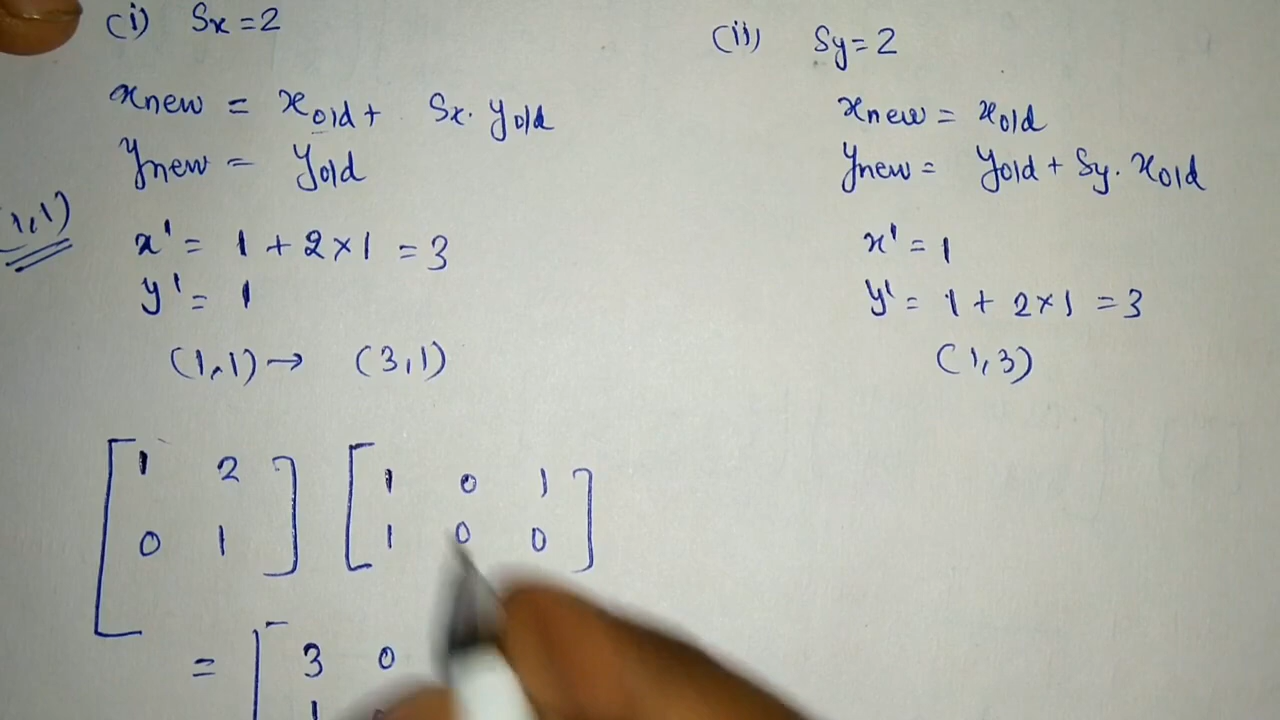 (i) Sx = 2
xnew = xold + Sx. yold
ynew = yold
1,1)
x' = 1 + 2 × 1 = 3
y' = 1
(1,1) → (3,1)
[1 2
0 1] [1 0 1
1 0 0]
= [3 0
1
(ii) Sy = 2
xnew = xold
ynew = yold + Sy. xold
x' = 1
y' = 1 + 2 × 1 = 3
(1,3)